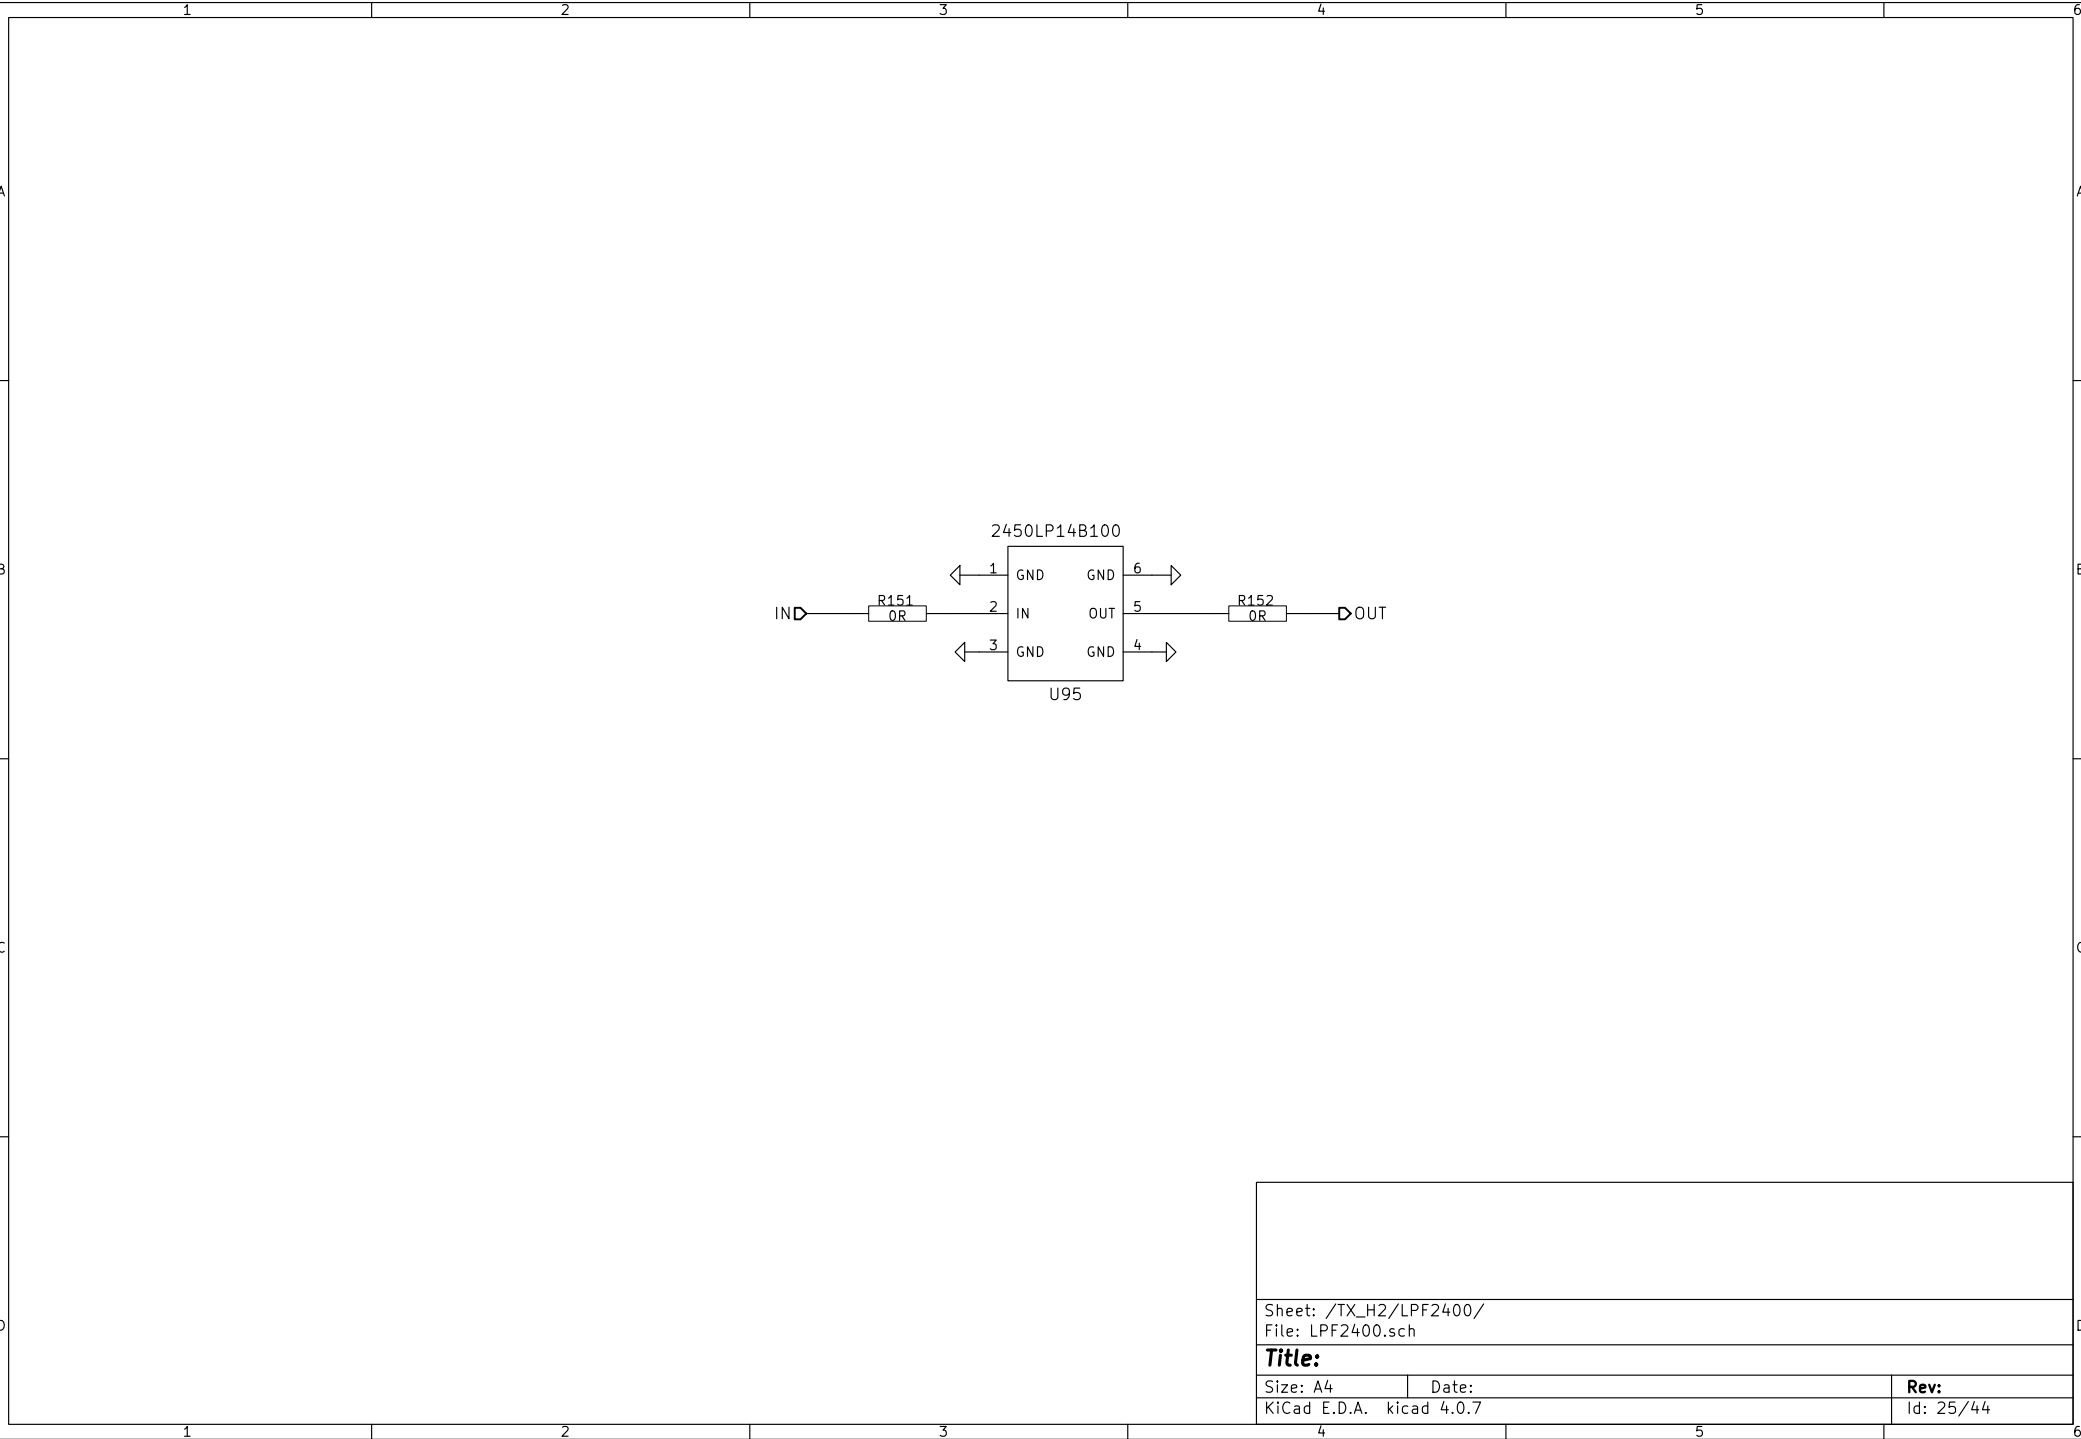 1 2 3 4 5 6
A A
2450LP14B100
1 GND GND 6
B B
R151 R152
IN 0R 2 IN OUT 5 0R OUT
3 GND GND 4
U95
C C
Sheet: /TX_H2/LPF2400/
File: LPF2400.sch
D D
Title:
Size: A4 Date: Rev:
KiCad E.D.A. kicad 4.0.7 Id: 25/44
1 2 3 4 5 6